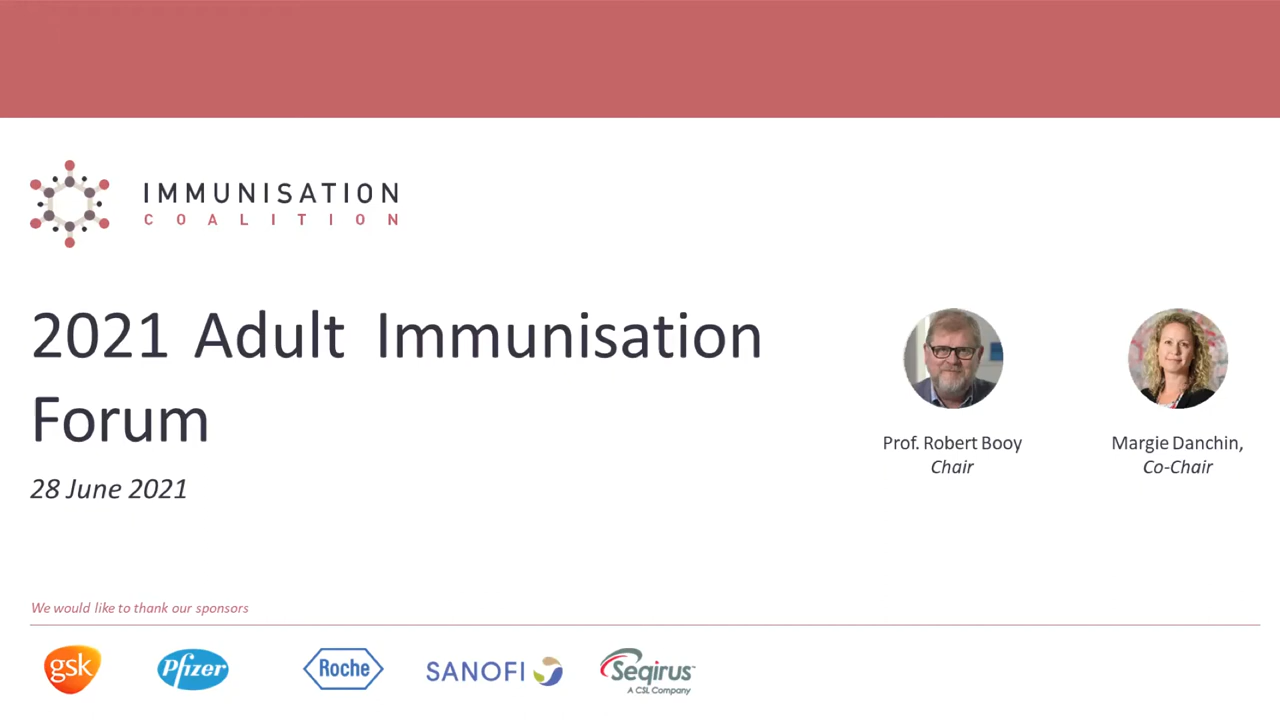 IMMUNISATION
COALITION
2021 Adult Immunisation
Forum
28 June 2021
Prof. Robert Booy
Chair
Margie Danchin,
Co-Chair
We would like to thank our sponsors
gsk
Pfizer
Roche
SANOFI
Seqirus™
A CSL Company